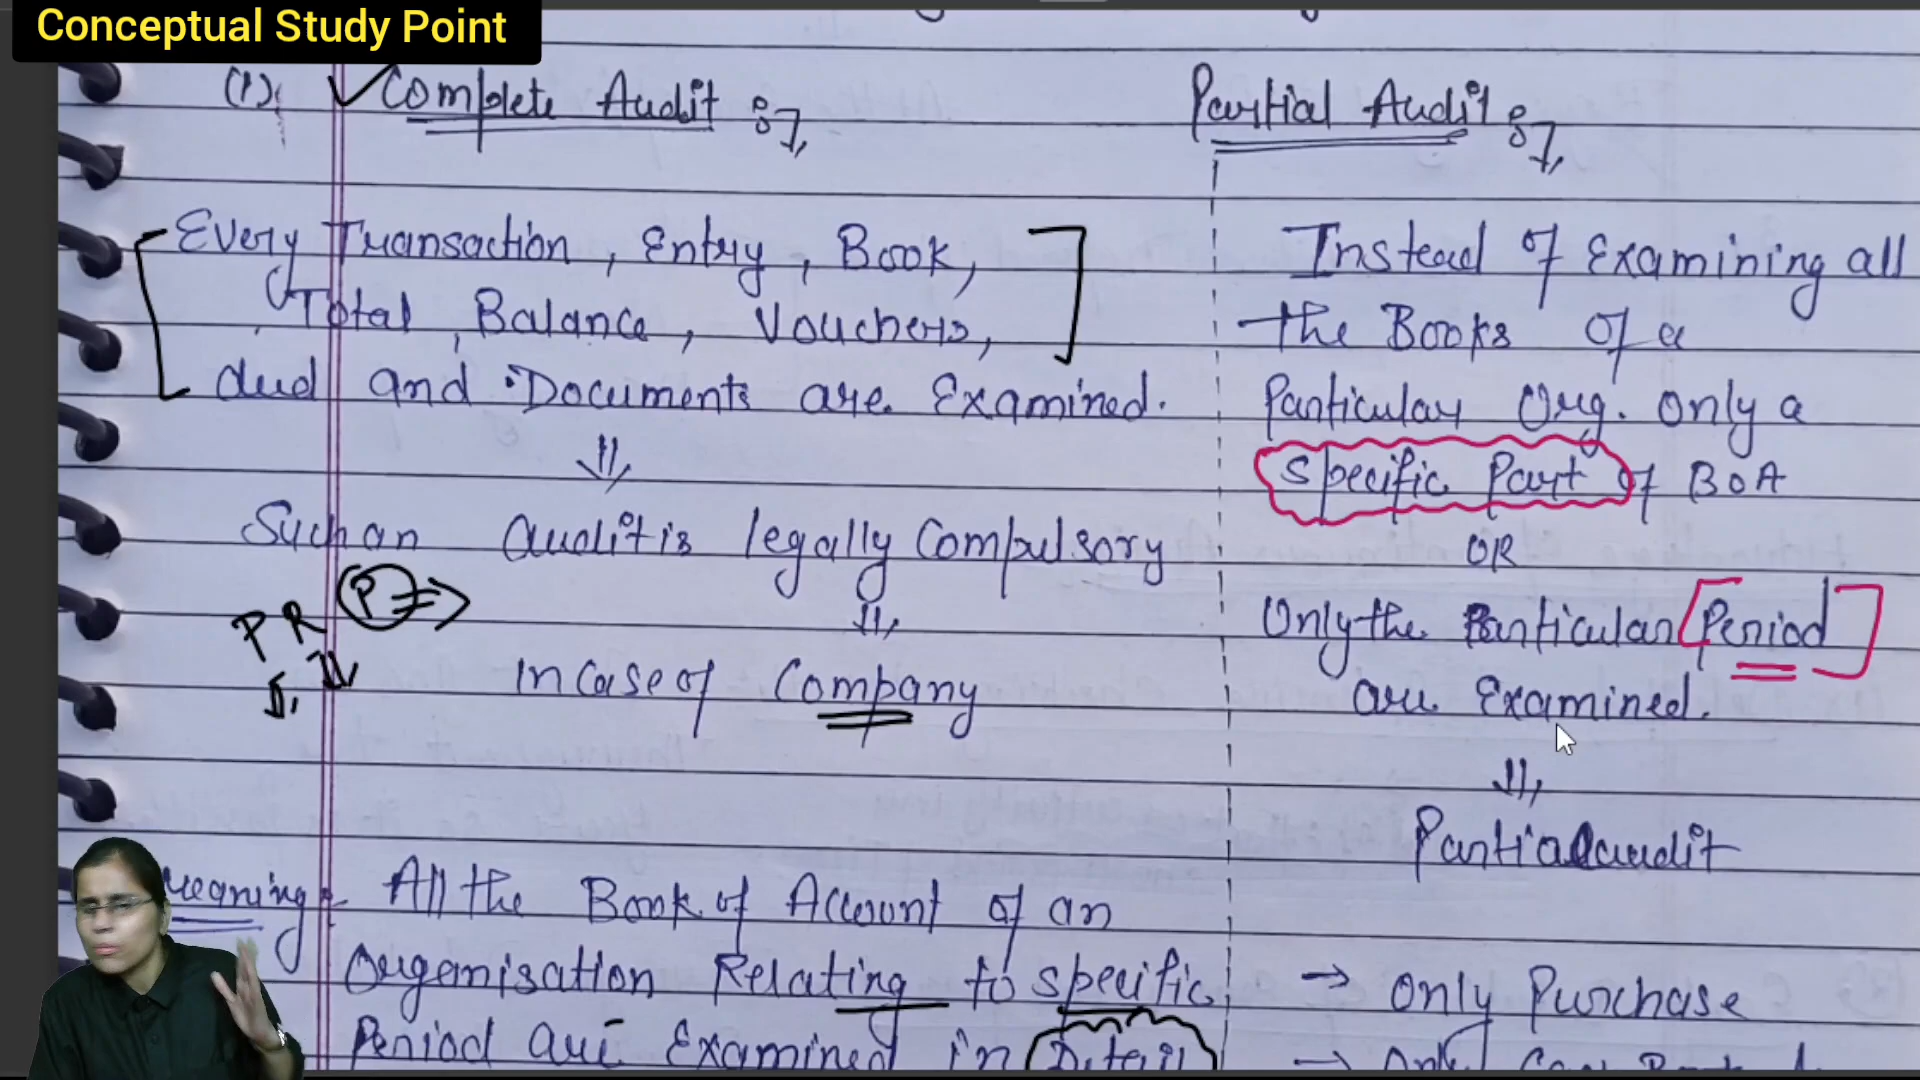 Conceptual Study Point
(1) Complete Audit
Every Transaction, Entry, Book,
Total, Balance, Vouchers,
and Documents are Examined.
Such an audit is legally Compulsory
P R P
In Case of Company
Meaning All the Book of Account of an
Organisation Relating to specific
Period are Examined in Detail
Partial Audit
Instead of Examining all
the Books of a
Particular Org. only a
Specific Part of BOA
OR
Only the Particular Period
are Examined.
Partial audit
→ only Purchase